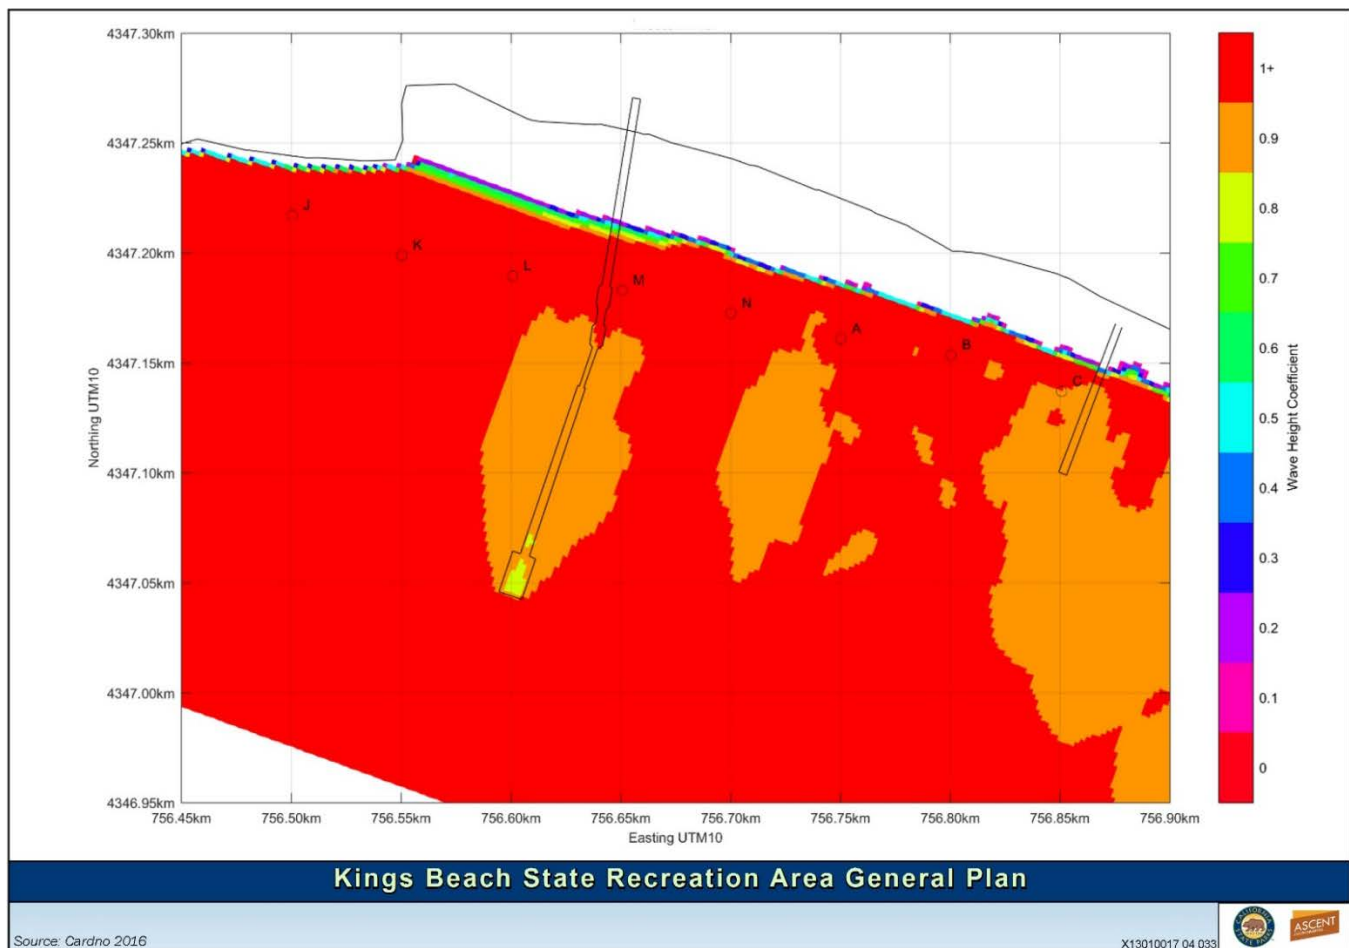 4347.30km
4347.25km
4347.20km
4347.15km
4347.10km
4347.05km
4347.00km
4346.95km
Northing UTM10
J
K
L
M
N
A
B
C
756.45km 756.50km 756.55km 756.60km 756.65km 756.70km 756.75km 756.80km 756.85km 756.90km
Easting UTM10
1+
0.9
0.8
0.7
0.6
0.5
0.4
0.3
0.2
0.1
0
Wave Height Coefficient
Kings Beach State Recreation Area General Plan
Source: Cardno 2016
X13010017 04 033
CALIFORNIA
STATE PARKS
ASCENT